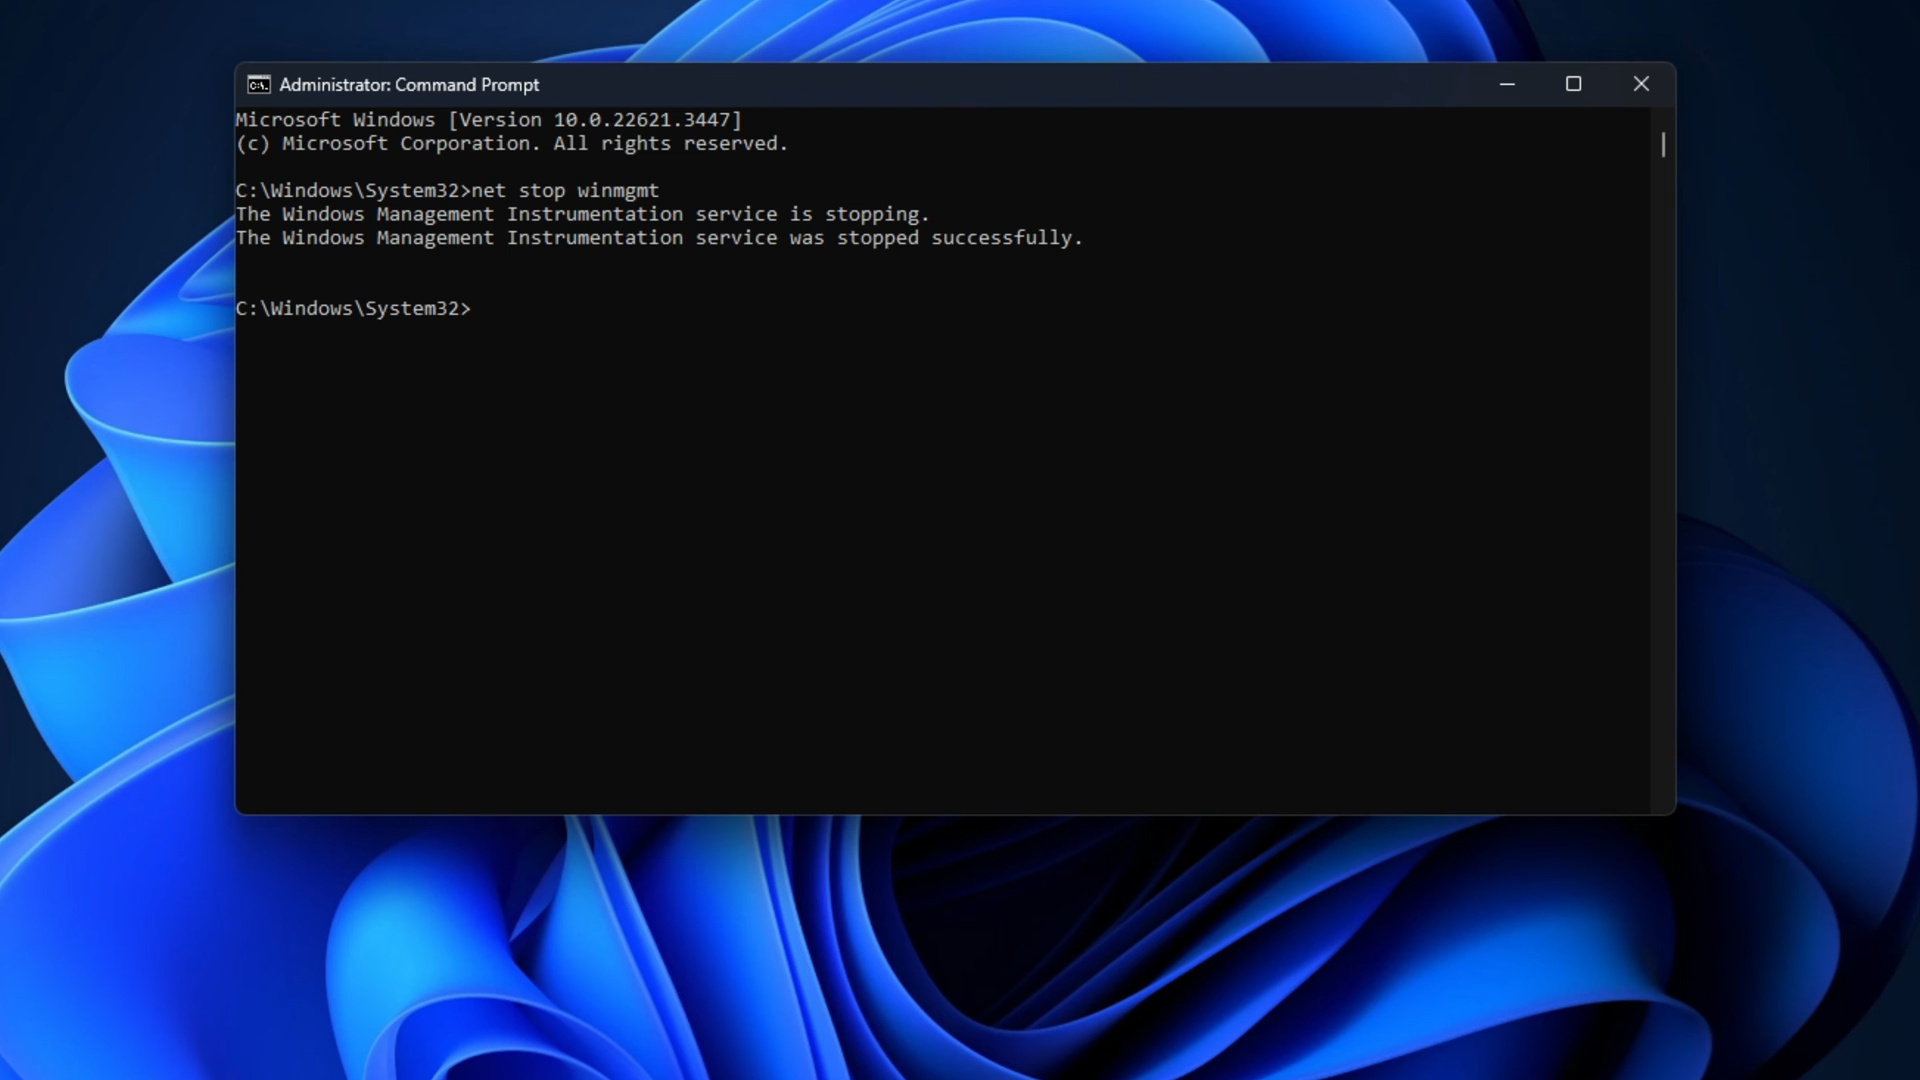 Administrator: Command Prompt
Microsoft Windows [Version 10.0.22621.3447]
(c) Microsoft Corporation. All rights reserved.
C:\Windows\System32>net stop winmgmt
The Windows Management Instrumentation service is stopping.
The Windows Management Instrumentation service was stopped successfully.
C:\Windows\System32>